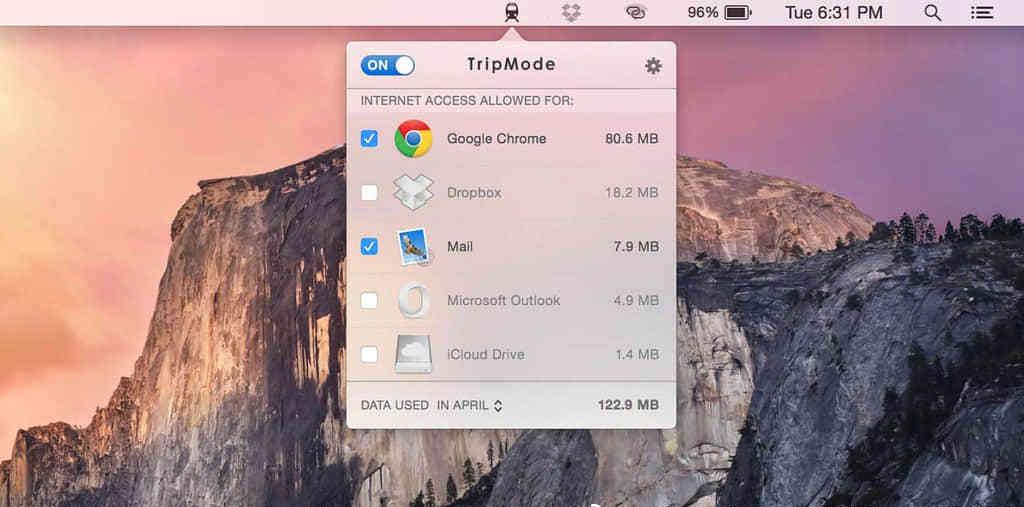 96% Tue 6:31 PM
ON TripMode
INTERNET ACCESS ALLOWED FOR:
Google Chrome 80.6 MB
Dropbox 18.2 MB
Mail 7.9 MB
Microsoft Outlook 4.9 MB
iCloud Drive 1.4 MB
DATA USED IN APRIL 122.9 MB